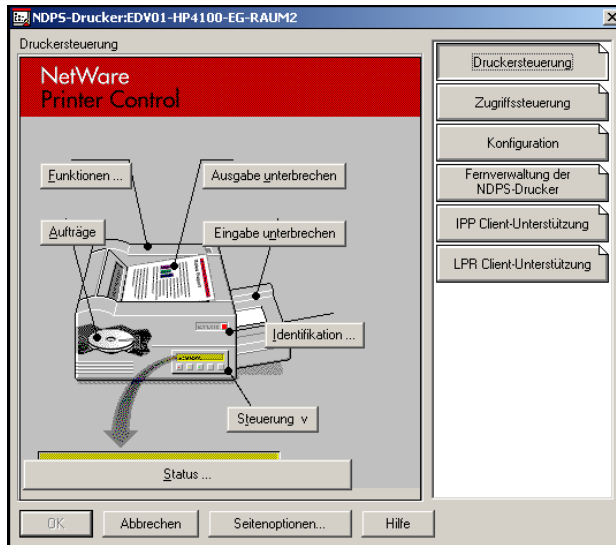 NDPS-Drucker:EDV01-HP4100-EG-RAUM2
Druckersteuerung
NetWare
Printer Control
Funktionen ...
Ausgabe unterbrechen
Aufträge
Eingabe unterbrechen
Identifikation ...
Steuerung v
Status ...
Druckersteuerung
Zugriffssteuerung
Konfiguration
Fernverwaltung der
NDPS-Drucker
IPP Client-Unterstützung
LPR Client-Unterstützung
OK
Abbrechen
Seitenoptionen...
Hilfe